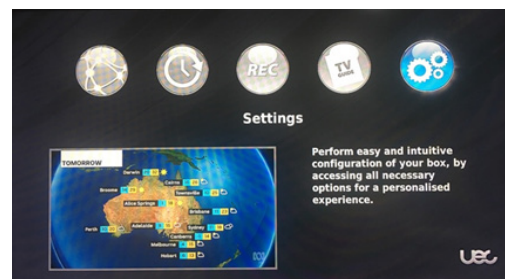 REC
TV
GUIDE
Settings
TOMORROW
Darwin
Cairns
Broome
Townsville
Alice Springs
Brisbane
Perth
Adelaide
Sydney
Canberra
Melbourne
Hobart
Perform easy and intuitive
configuration of your box, by
accessing all necessary
options for a personalised
experience.
UEC